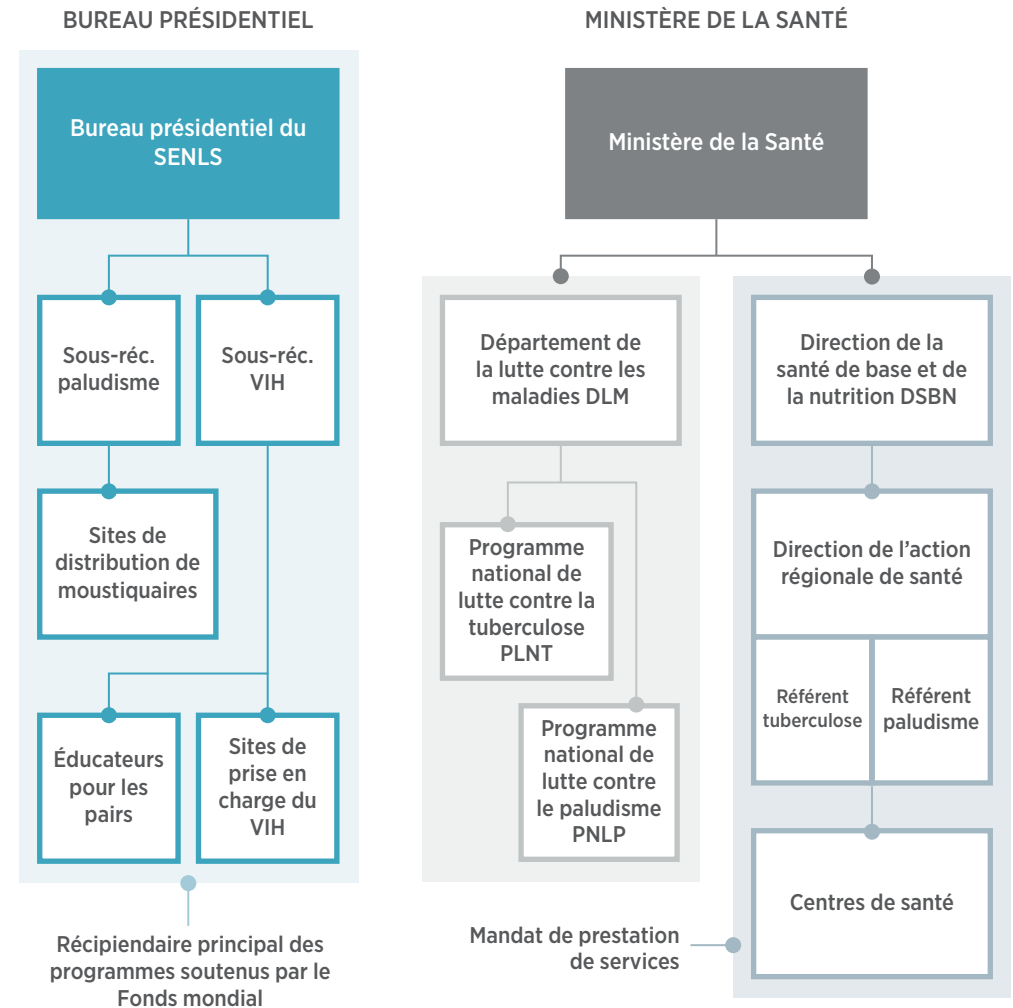 BUREAU PRÉSIDENTIEL
Bureau présidentiel du
SENLS
Sous-réc.
paludisme
Sous-réc.
VIH
Sites de
distribution de
moustiquaires
Éducateurs
pour les
pairs
Sites de
prise en
charge du
VIH
Récipiendaire principal des
programmes soutenus par le
Fonds mondial
MINISTÈRE DE LA SANTÉ
Ministère de la Santé
Département de
la lutte contre les
maladies DLM
Programme
national de
lutte contre la
tuberculose
PLNT
Programme
national de
lutte contre
le paludisme
PNLP
Direction de la
santé de base et de
la nutrition DSBN
Direction de l’action
régionale de santé
Référent
tuberculose
Référent
paludisme
Centres de santé
Mandat de prestation
de services